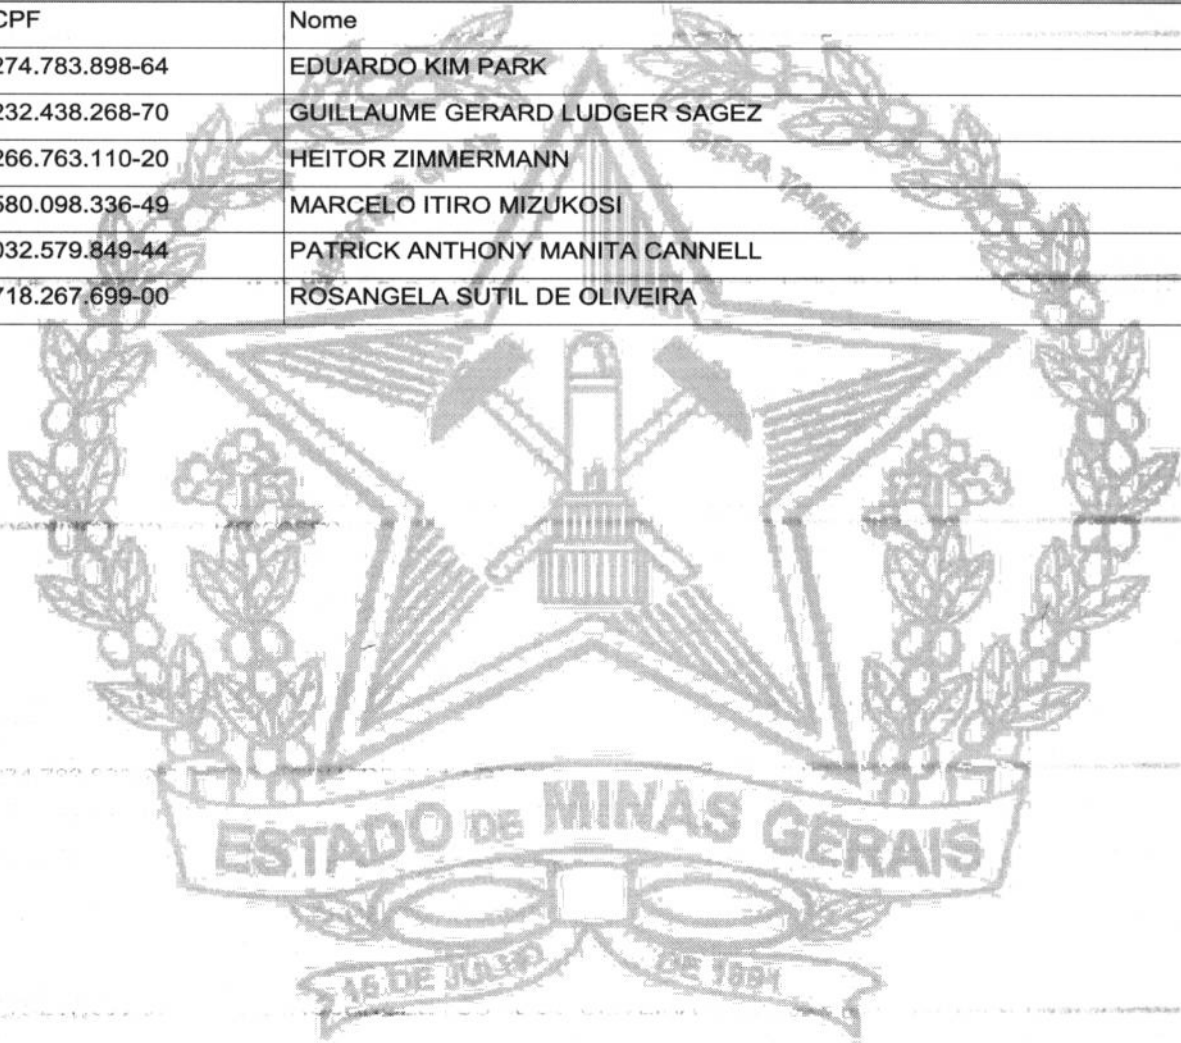 CPF Nome
274.783.898-64 EDUARDO KIM PARK
232.438.268-70 GUILLAUME GERARD LUDGER SAGEZ
266.763.110-20 HEITOR ZIMMERMANN
580.098.336-49 MARCELO ITIRO MIZUKOSI
032.579.849-44 PATRICK ANTHONY MANITA CANNELL
718.267.699-00 ROSANGELA SUTIL DE OLIVEIRA
SERA TAMEN
ESTADO DE MINAS GERAIS
15 DE JULHO DE 1891